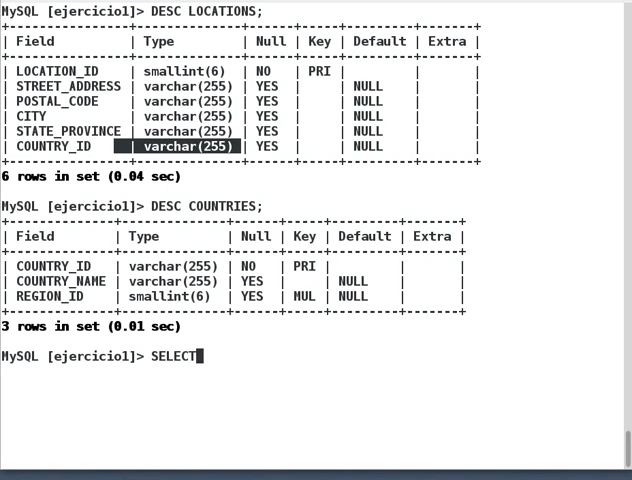 MySQL [ejercicio1]> DESC LOCATIONS;
+----------------+--------------+------+-----+---------+-------+
| Field          | Type         | Null | Key | Default | Extra |
+----------------+--------------+------+-----+---------+-------+
| LOCATION_ID    | smallint(6)  | NO   | PRI |         |       |
| STREET_ADDRESS | varchar(255) | YES  |     | NULL    |       |
| POSTAL_CODE    | varchar(255) | YES  |     | NULL    |       |
| CITY           | varchar(255) | YES  |     | NULL    |       |
| STATE_PROVINCE | varchar(255) | YES  |     | NULL    |       |
| COUNTRY_ID     | varchar(255) | YES  |     | NULL    |       |
+----------------+--------------+------+-----+---------+-------+
6 rows in set (0.04 sec)
MySQL [ejercicio1]> DESC COUNTRIES;
+--------------+--------------+------+-----+---------+-------+
| Field        | Type         | Null | Key | Default | Extra |
+--------------+--------------+------+-----+---------+-------+
| COUNTRY_ID   | varchar(255) | NO   | PRI |         |       |
| COUNTRY_NAME | varchar(255) | YES  |     | NULL    |       |
| REGION_ID    | smallint(6)  | YES  | MUL | NULL    |       |
+--------------+--------------+------+-----+---------+-------+
3 rows in set (0.01 sec)
MySQL [ejercicio1]> SELECT